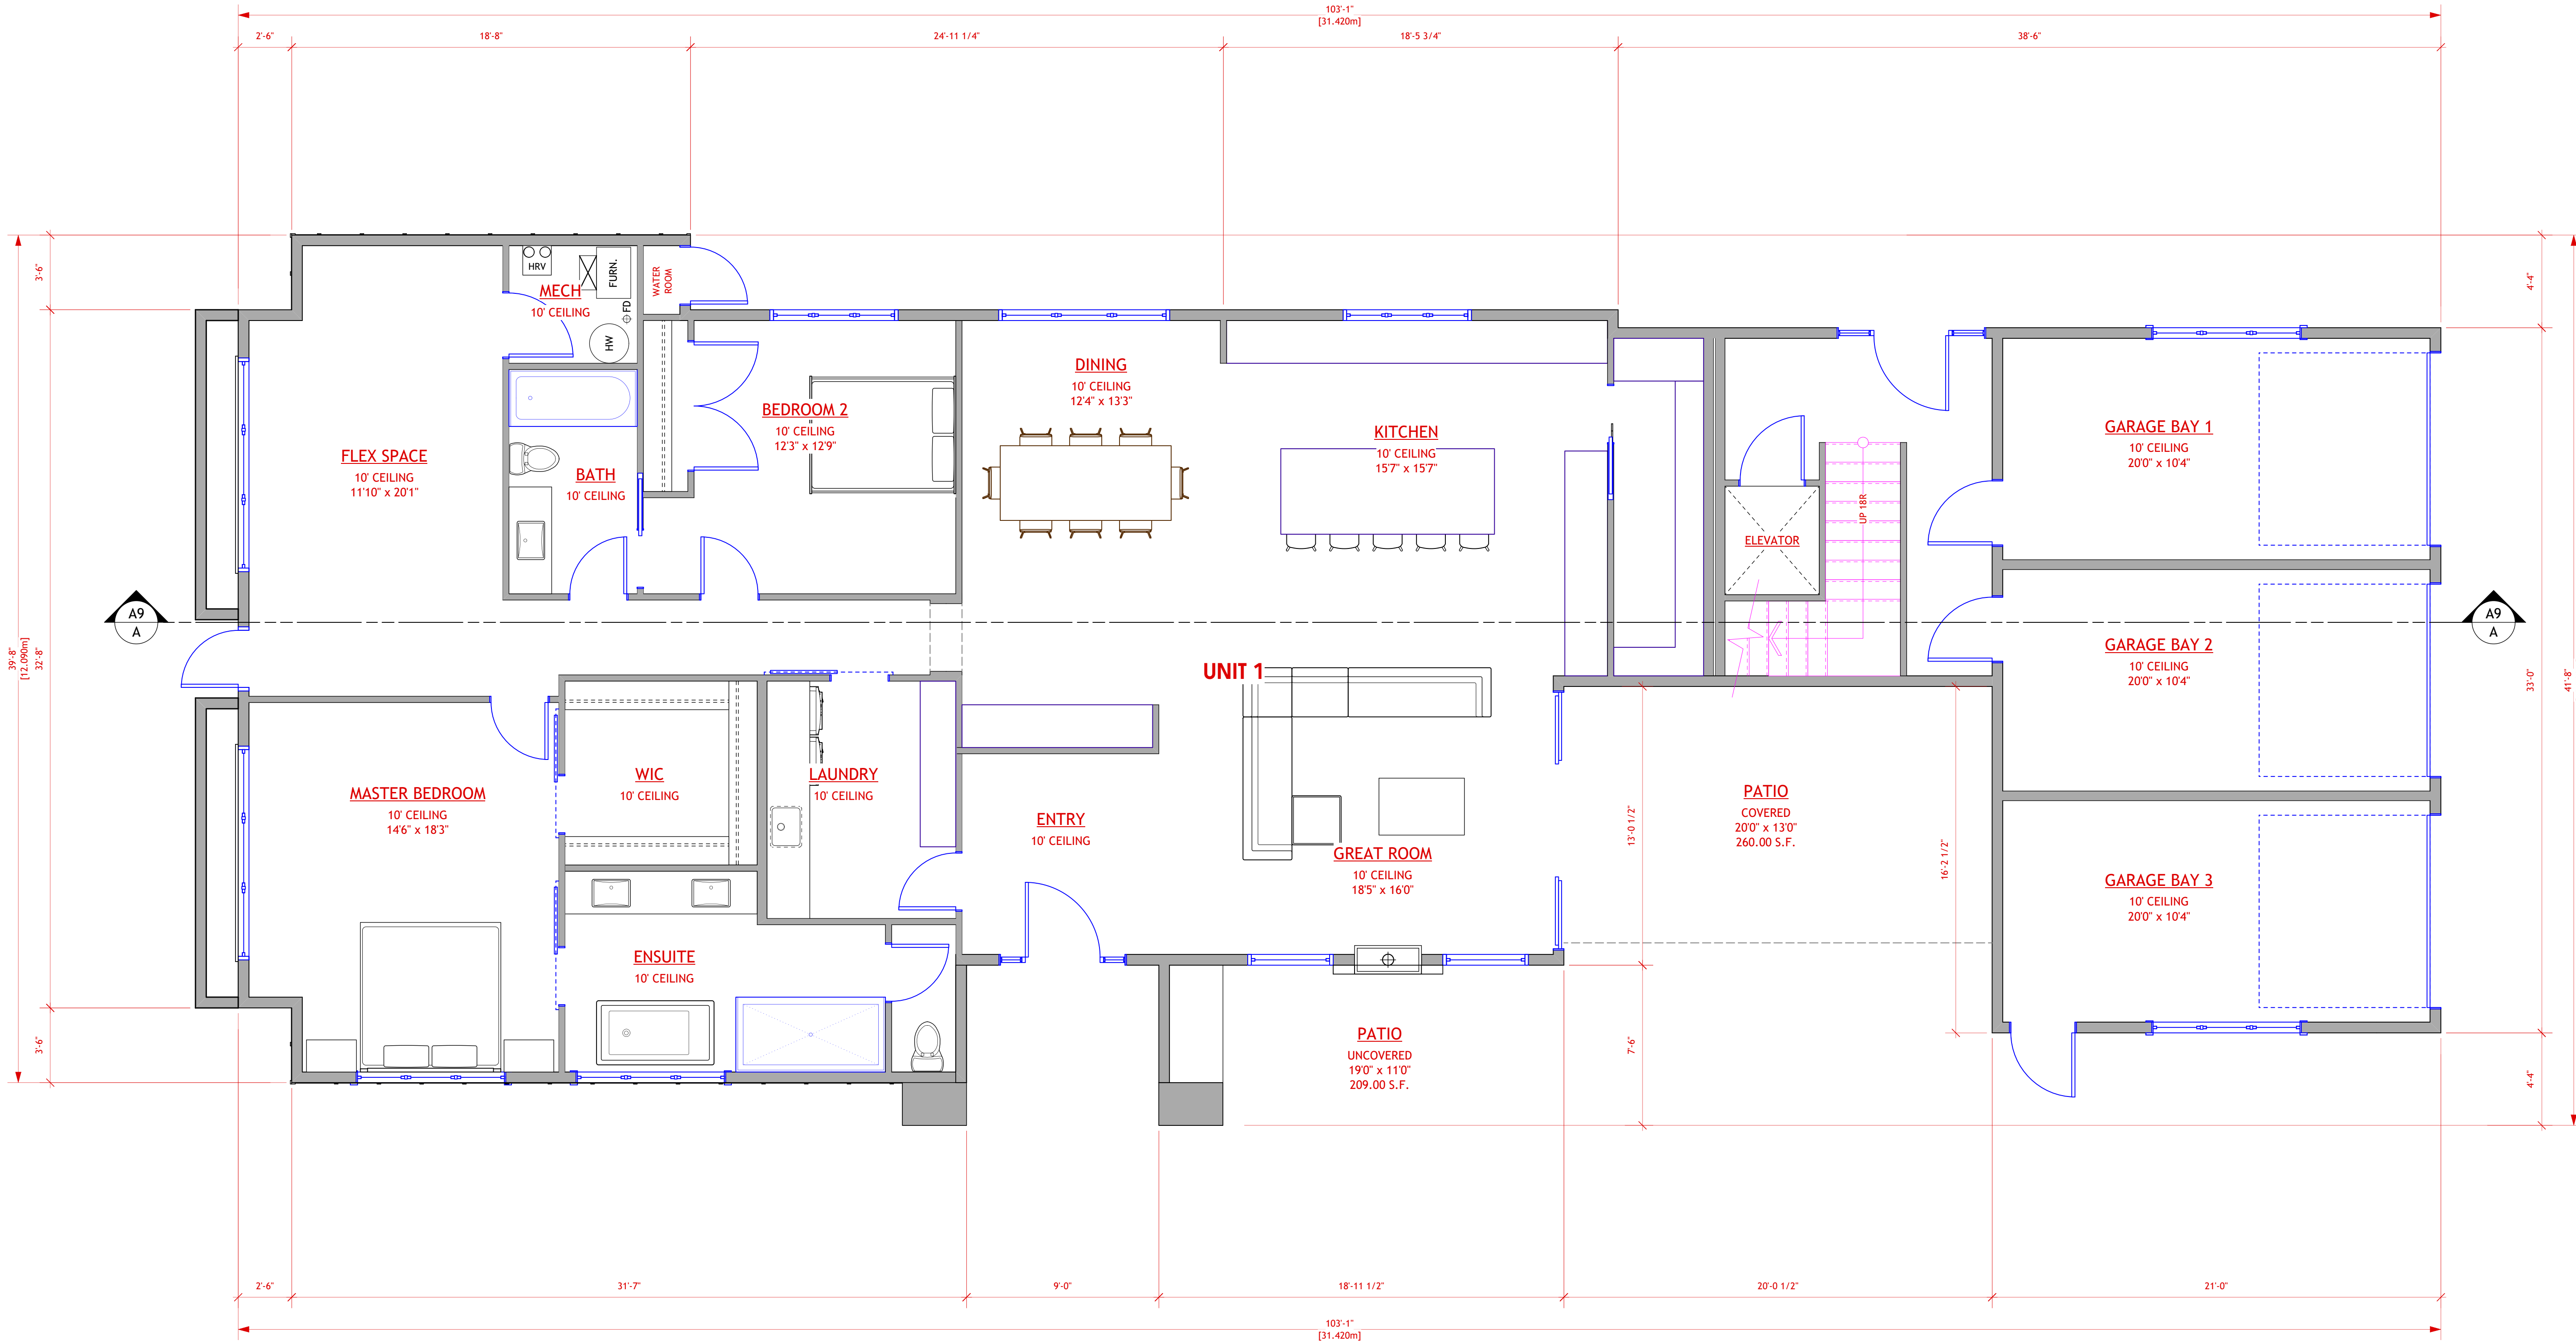 103'-1"
[31.420m]
2'-6"
18'-8"
24'-11 1/4"
18'-5 3/4"
38'-6"
3'-6"
39'-8"
[12.090m]
32'-8"
3'-6"
4'-4"
33'-0"
41'-8"
4'-4"
HRV
FURN.
MECH
10' CEILING
FD
HW
WATER
ROOM
FLEX SPACE
10' CEILING
11'10" x 20'1"
BATH
10' CEILING
BEDROOM 2
10' CEILING
12'3" x 12'9"
DINING
10' CEILING
12'4" x 13'3"
KITCHEN
10' CEILING
15'7" x 15'7"
ELEVATOR
UP 18R
GARAGE BAY 1
10' CEILING
20'0" x 10'4"
A9
A
A9
A
GARAGE BAY 2
10' CEILING
20'0" x 10'4"
UNIT 1
MASTER BEDROOM
10' CEILING
14'6" x 18'3"
WIC
10' CEILING
LAUNDRY
10' CEILING
ENTRY
10' CEILING
GREAT ROOM
10' CEILING
18'5" x 16'0"
13'-0 1/2"
PATIO
COVERED
20'0" x 13'0"
260.00 S.F.
16'-2 1/2"
GARAGE BAY 3
10' CEILING
20'0" x 10'4"
ENSUITE
10' CEILING
PATIO
UNCOVERED
19'0" x 11'0"
209.00 S.F.
7'-6"
2'-6"
31'-7"
9'-0"
18'-11 1/2"
20'-0 1/2"
21'-0"
103'-1"
[31.420m]